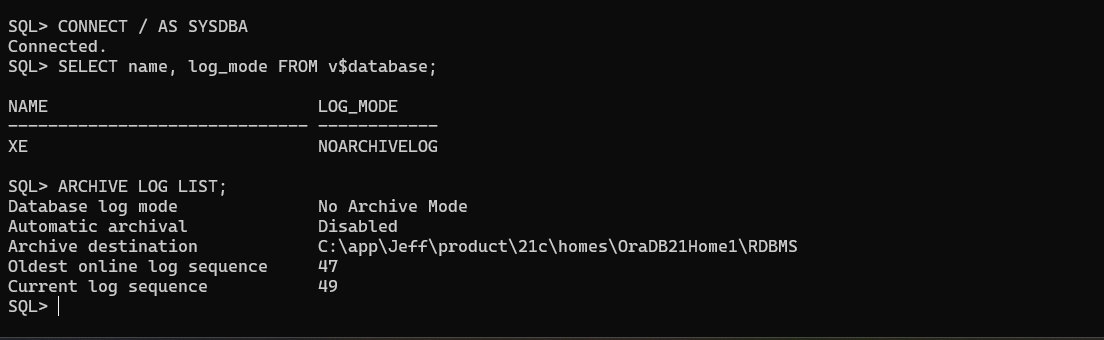 SQL> CONNECT / AS SYSDBA
Connected.
SQL> SELECT name, log_mode FROM v$database;
NAME                           LOG_MODE
------------------------------ ------------
XE                             NOARCHIVELOG
SQL> ARCHIVE LOG LIST;
Database log mode              No Archive Mode
Automatic archival             Disabled
Archive destination            C:\app\Jeff\product\21c\homes\OraDB21Home1\RDBMS
Oldest online log sequence     47
Current log sequence           49
SQL>